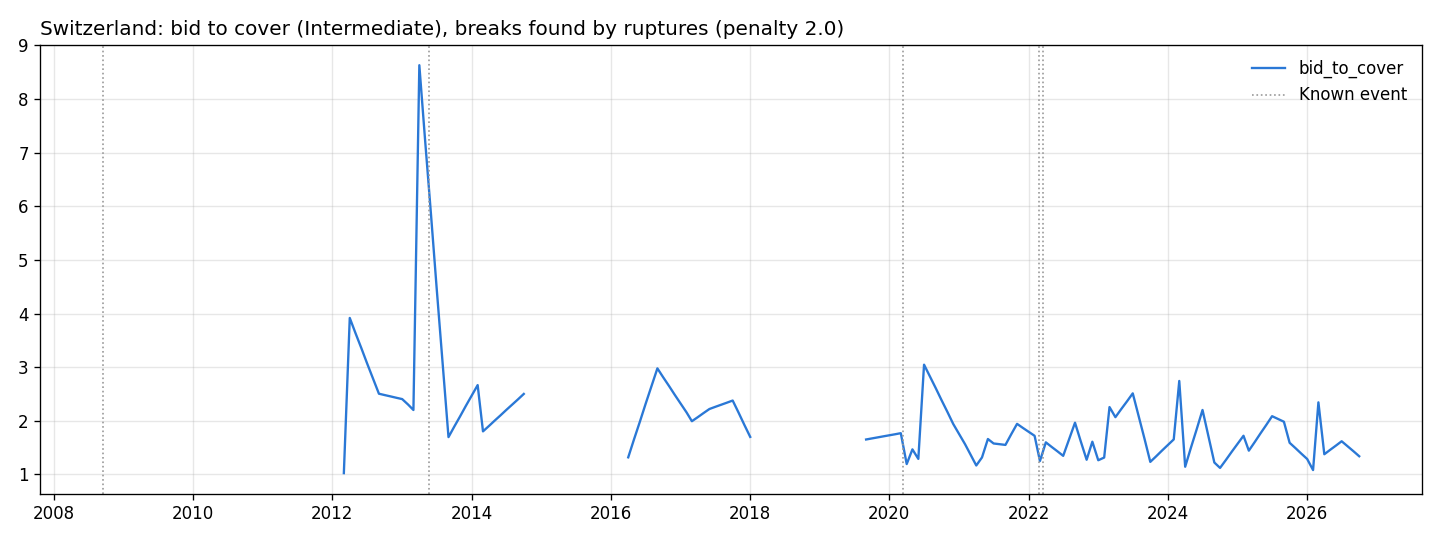 Switzerland: bid to cover (Intermediate), breaks found by ruptures (penalty 2.0)
bid_to_cover
Known event
9
8
7
6
5
4
3
2
1
2008 2010 2012 2014 2016 2018 2020 2022 2024 2026